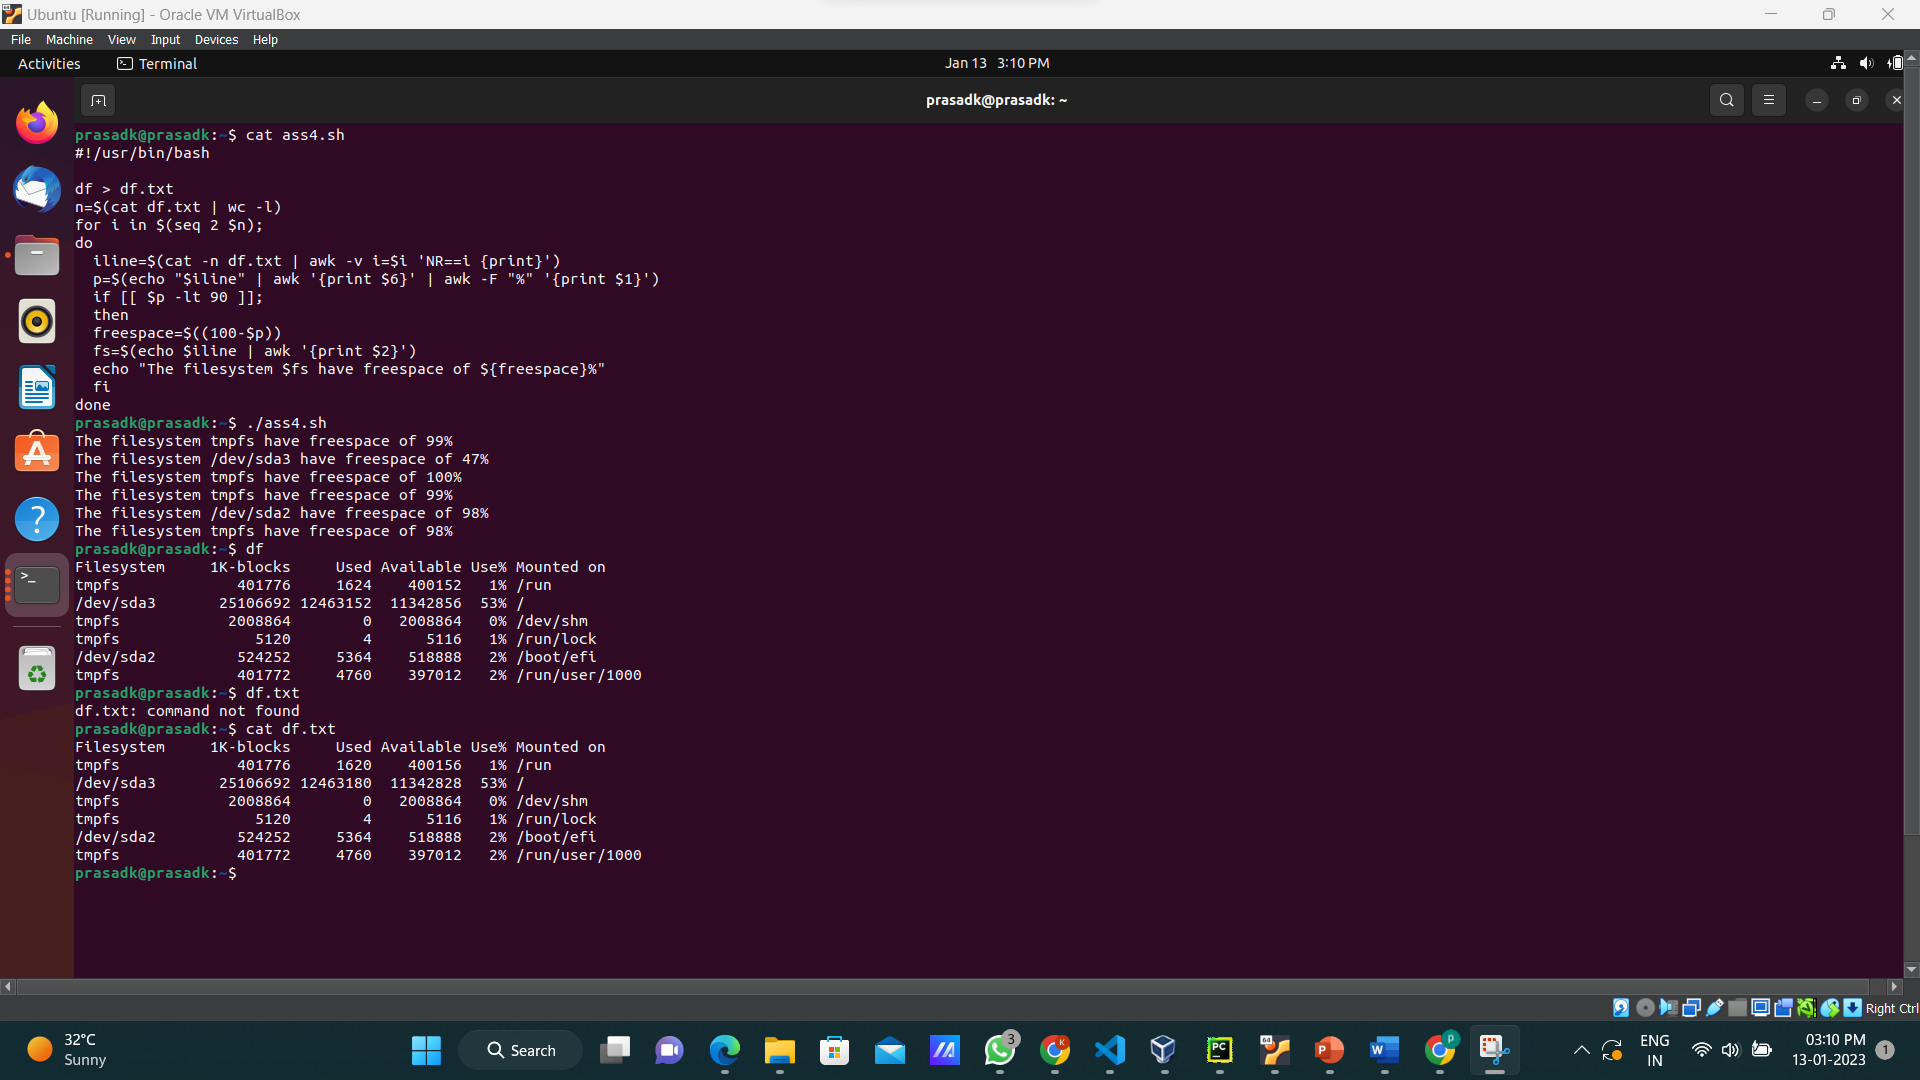 Ubuntu [Running] - Oracle VM VirtualBox
File Machine View Input Devices Help
Activities Terminal Jan 13 3:10 PM
prasadk@prasadk: ~
prasadk@prasadk:~$ cat ass4.sh
#!/usr/bin/bash

df > df.txt
n=$(cat df.txt | wc -l)
for i in $(seq 2 $n);
do
  iline=$(cat -n df.txt | awk -v i=$i 'NR==i {print}')
  p=$(echo "$iline" | awk '{print $6}' | awk -F "%" '{print $1}')
  if [[ $p -lt 90 ]];
  then
  freespace=$((100-$p))
  fs=$(echo $iline | awk '{print $2}')
  echo "The filesystem $fs have freespace of ${freespace}%"
  fi
done
prasadk@prasadk:~$ ./ass4.sh
The filesystem tmpfs have freespace of 99%
The filesystem /dev/sda3 have freespace of 47%
The filesystem tmpfs have freespace of 100%
The filesystem tmpfs have freespace of 99%
The filesystem /dev/sda2 have freespace of 98%
The filesystem tmpfs have freespace of 98%
prasadk@prasadk:~$ df
Filesystem     1K-blocks     Used Available Use% Mounted on
tmpfs             401776     1624    400152   1% /run
/dev/sda3       25106692 12463152  11342856  53% /
tmpfs            2008864        0   2008864   0% /dev/shm
tmpfs               5120        4      5116   1% /run/lock
/dev/sda2         524252     5364    518888   2% /boot/efi
tmpfs             401772     4760    397012   2% /run/user/1000
prasadk@prasadk:~$ df.txt
df.txt: command not found
prasadk@prasadk:~$ cat df.txt
Filesystem     1K-blocks     Used Available Use% Mounted on
tmpfs             401776     1620    400156   1% /run
/dev/sda3       25106692 12463180  11342828  53% /
tmpfs            2008864        0   2008864   0% /dev/shm
tmpfs               5120        4      5116   1% /run/lock
/dev/sda2         524252     5364    518888   2% /boot/efi
tmpfs             401772     4760    397012   2% /run/user/1000
prasadk@prasadk:~$
Right Ctrl
32°C
Sunny
Search
3
K
PC
64
P
W
P
ENG
IN
03:10 PM
13-01-2023
1